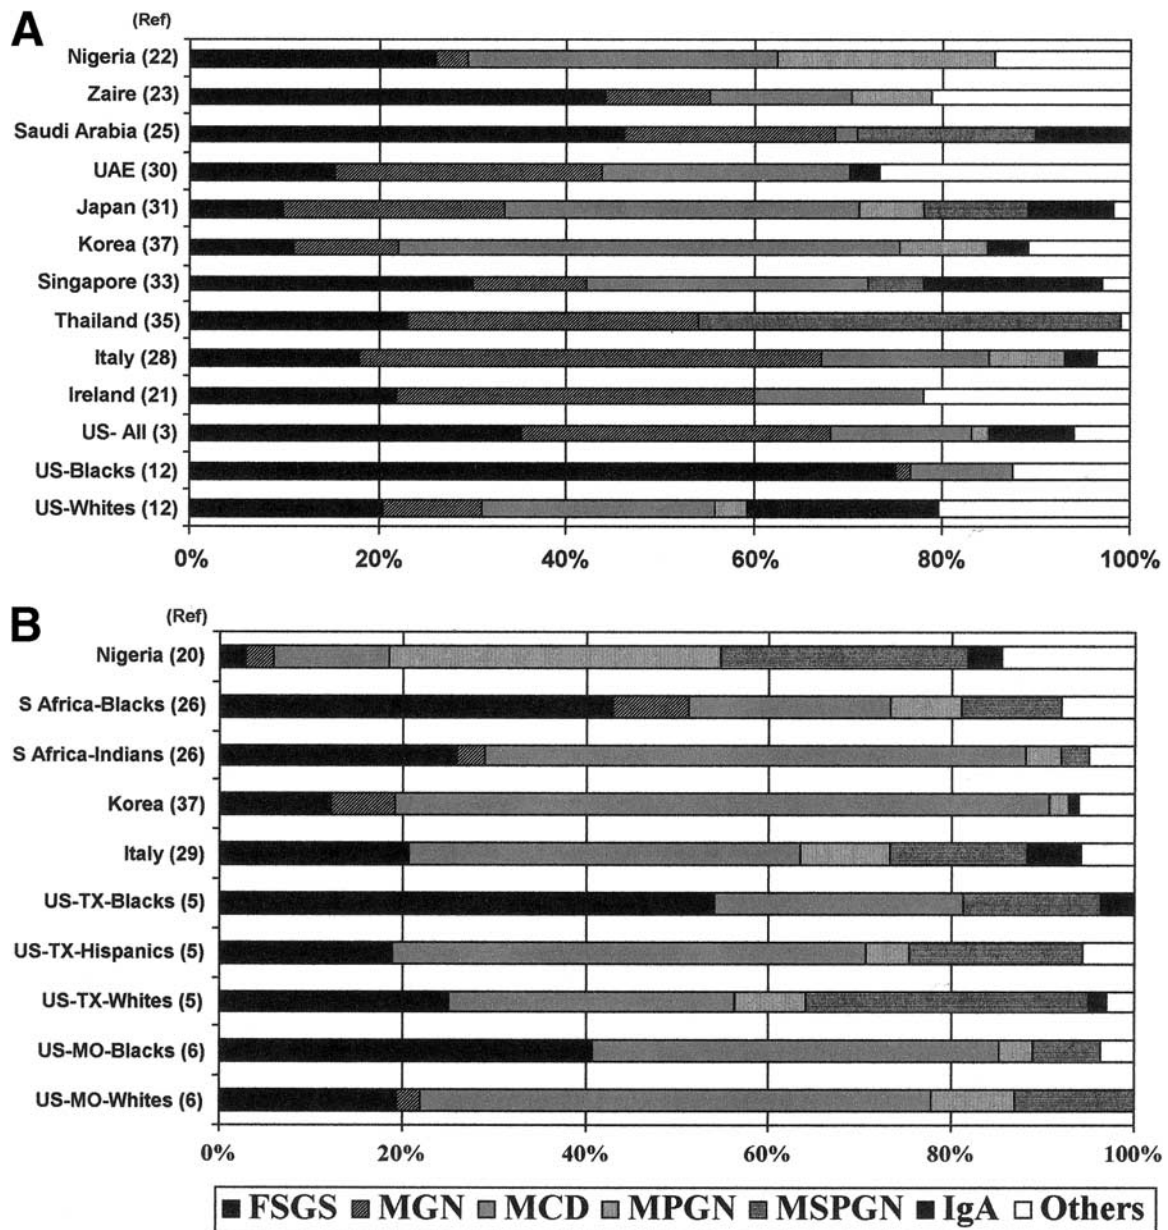 A
(Ref)
Nigeria (22)
Zaire (23)
Saudi Arabia (25)
UAE (30)
Japan (31)
Korea (37)
Singapore (33)
Thailand (35)
Italy (28)
Ireland (21)
US- All (3)
US-Blacks (12)
US-Whites (12)
0% 20% 40% 60% 80% 100%
B
(Ref)
Nigeria (20)
S Africa-Blacks (26)
S Africa-Indians (26)
Korea (37)
Italy (29)
US-TX-Blacks (5)
US-TX-Hispanics (5)
US-TX-Whites (5)
US-MO-Blacks (6)
US-MO-Whites (6)
0% 20% 40% 60% 80% 100%
FSGS MGN MCD MPGN MSPGN IgA Others